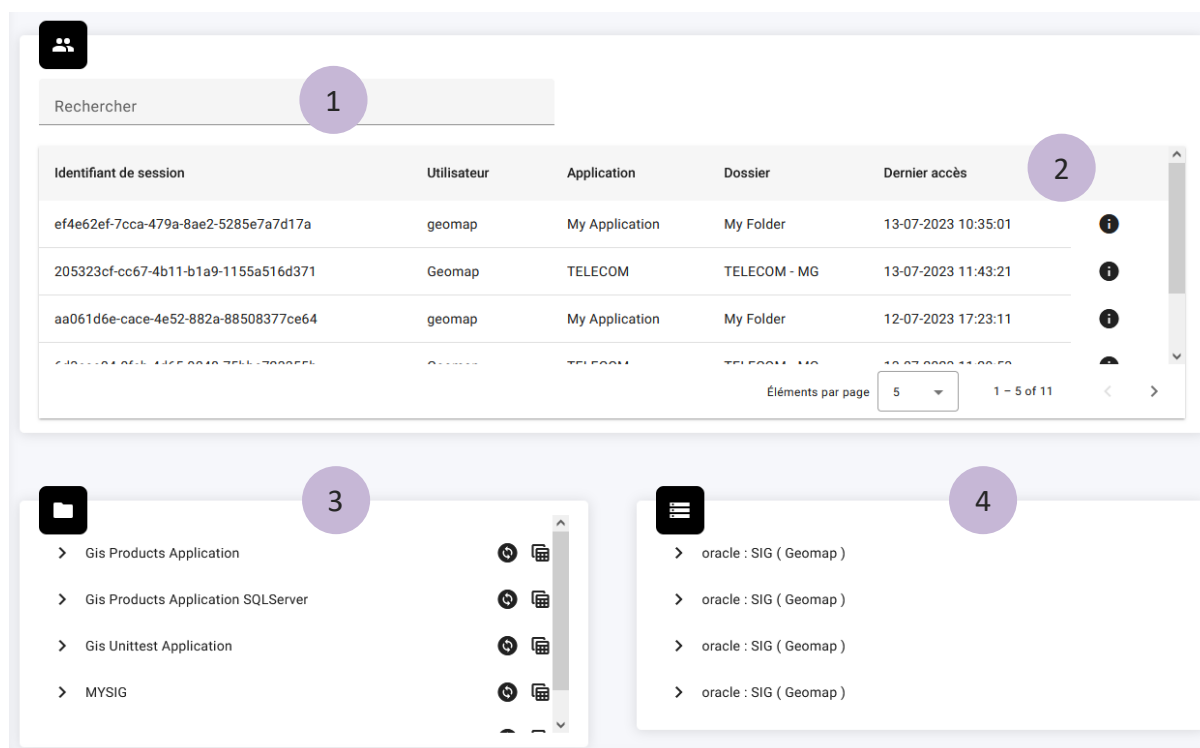 Rechercher
1
2
Identifiant de session Utilisateur Application Dossier Dernier accès
ef4e62ef-7cca-479a-8ae2-5285e7a7d17a geomap My Application My Folder 13-07-2023 10:35:01
205323cf-cc67-4b11-b1a9-1155a516d371 Geomap TELECOM TELECOM - MG 13-07-2023 11:43:21
aa061d6e-cace-4e52-882a-88508377ce64 geomap My Application My Folder 12-07-2023 17:23:11
Éléments par page 5 1 – 5 of 11
3
Gis Products Application
Gis Products Application SQLServer
Gis Unittest Application
MYSIG
4
oracle : SIG ( Geomap )
oracle : SIG ( Geomap )
oracle : SIG ( Geomap )
oracle : SIG ( Geomap )